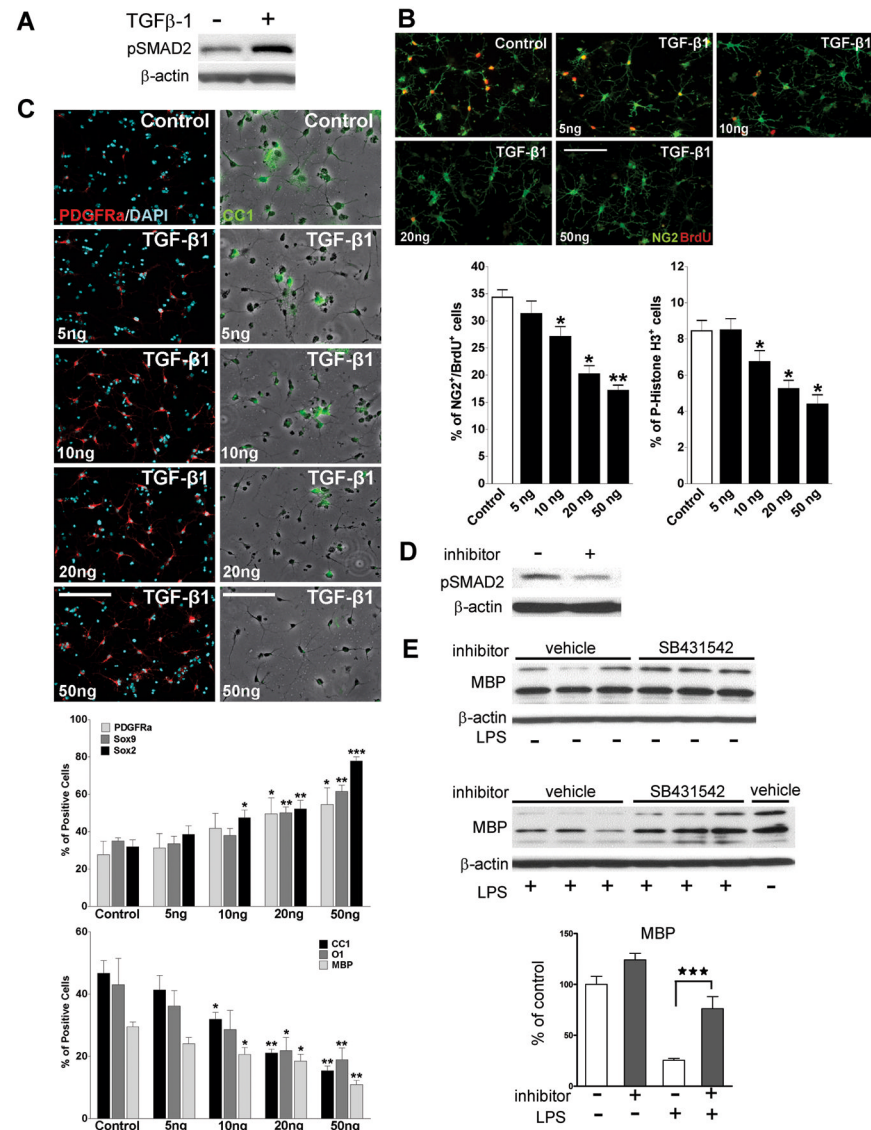 A
TGFβ-1 - +
pSMAD2
β-actin
B
Control
TGF-β1
5ng
TGF-β1
10ng
TGF-β1
20ng
TGF-β1
50ng
NG2 BrdU
% of NG2+/BrdU+ cells
40
35
30
25
20
15
10
5
0
* * **
Control 5 ng 10 ng 20 ng 50 ng
% of P-Histone H3+ cells
12
10
8
6
4
2
0
* * *
Control 5 ng 10 ng 20 ng 50 ng
C
Control
PDGFRa/DAPI
Control
CC1
TGF-β1
5ng
TGF-β1
5ng
TGF-β1
10ng
TGF-β1
10ng
TGF-β1
20ng
TGF-β1
20ng
TGF-β1
50ng
TGF-β1
50ng
% of Positive Cells
100
80
60
40
20
0
PDGFRa
Sox9
Sox2
* * ** ** * ** ***
Control 5ng 10ng 20ng 50ng
% of Positive Cells
60
40
20
0
CC1
O1
MBP
* * ** * * ** ** **
Control 5ng 10ng 20ng 50ng
D
inhibitor - +
pSMAD2
β-actin
E
inhibitor vehicle SB431542
MBP
β-actin
LPS - - - - - -
inhibitor vehicle SB431542 vehicle
MBP
β-actin
LPS + + + + + + -
MBP
% of control
150
100
50
0
★★★
inhibitor - + - +
LPS - - + +